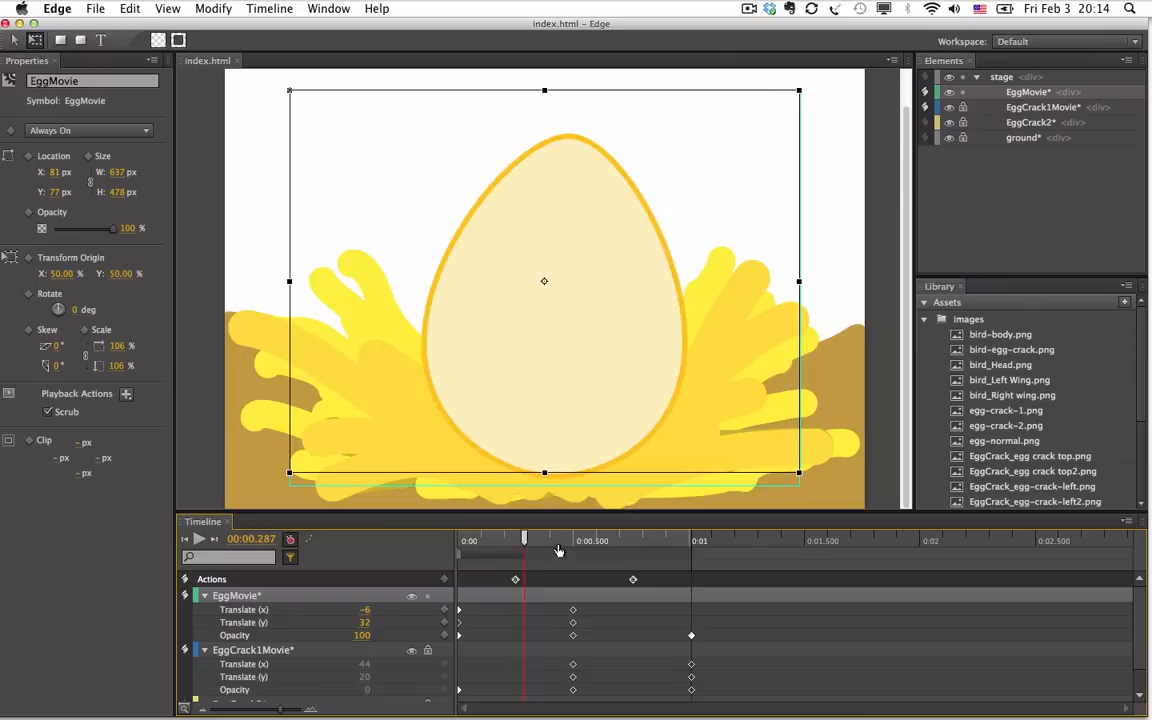 Edge File Edit View Modify Timeline Window Help Fri Feb 3 20:14
index.html – Edge
T Workspace: Default
Properties × index.html × Elements ×
EggMovie
Symbol: EggMovie
Always On
Location Size
X: 81 px W: 637 px
Y: 77 px H: 478 px
Opacity
100 %
Transform Origin
X: 50.00 % Y: 50.00 %
Rotate
0 deg
Skew Scale
0° 106 %
0° 106 %
Playback Actions
Scrub
Clip
- px
- px - px
- px
stage <div>
EggMovie* <div>
EggCrack1Movie* <div>
EggCrack2* <div>
ground* <div>
Library ×
Assets
images
bird-body.png
bird-egg-crack.png
bird_Head.png
bird_Left Wing.png
bird_Right wing.png
egg-crack-1.png
egg-crack-2.png
egg-normal.png
EggCrack_egg crack top.png
EggCrack_egg crack top2.png
EggCrack_egg-crack-left.png
EggCrack_egg-crack-left2.png
Timeline ×
00:00.287 0:00 0:00.500 0:01 0:01.500 0:02 0:02.500
Actions
EggMovie*
Translate (x) -6
Translate (y) 32
Opacity 100
EggCrack1Movie*
Translate (x) 44
Translate (y) 20
Opacity 0